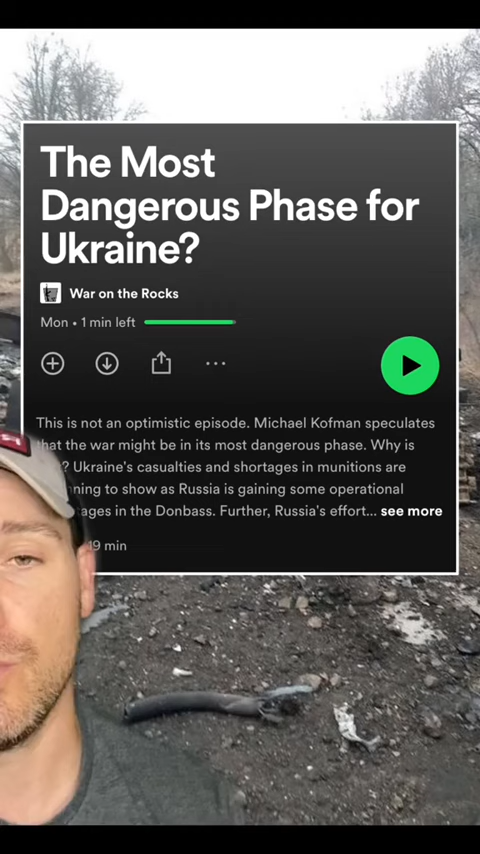 The Most
Dangerous Phase for
Ukraine?
War on the Rocks
Mon • 1 min left
This is not an optimistic episode. Michael Kofman speculates
that the war might be in its most dangerous phase. Why is
? Ukraine's casualties and shortages in munitions are
to show as Russia is gaining some operational
in the Donbass. Further, Russia's effort... see more
19 min